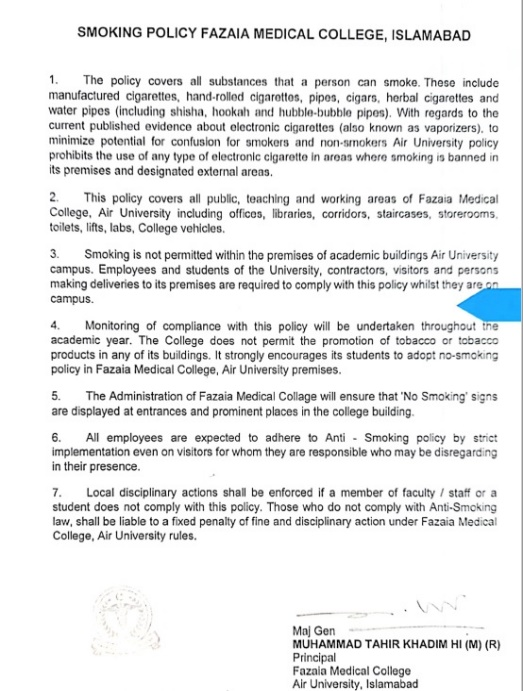 SMOKING POLICY FAZAIA MEDICAL COLLEGE, ISLAMABAD
1. The policy covers all substances that a person can smoke. These include
manufactured cigarettes, hand-rolled cigarettes, pipes, cigars, herbal cigarettes and
water pipes (including shisha, hookah and hubble-bubble pipes). With regards to the
current published evidence about electronic cigarettes (also known as vaporizers), to
minimize potential for confusion for smokers and non-smokers Air University policy
prohibits the use of any type of electronic cigarette in areas where smoking is banned in
its premises and designated external areas.
2. This policy covers all public, teaching and working areas of Fazaia Medical
College, Air University including offices, libraries, corridors, staircases, storerooms,
toilets, lifts, labs, College vehicles.
3. Smoking is not permitted within the premises of academic buildings Air University
campus. Employees and students of the University, contractors, visitors and persons
making deliveries to its premises are required to comply with this policy whilst they are on
campus.
4. Monitoring of compliance with this policy will be undertaken throughout the
academic year. The College does not permit the promotion of tobacco or tobacco
products in any of its buildings. It strongly encourages its students to adopt no-smoking
policy in Fazaia Medical College, Air University premises.
5. The Administration of Fazaia Medical Collage will ensure that 'No Smoking' signs
are displayed at entrances and prominent places in the college building.
6. All employees are expected to adhere to Anti - Smoking policy by strict
implementation even on visitors for whom they are responsible who may be disregarding
in their presence.
7. Local disciplinary actions shall be enforced if a member of faculty / staff or a
student does not comply with this policy. Those who do not comply with Anti-Smoking
law, shall be liable to a fixed penalty of fine and disciplinary action under Fazaia Medical
College, Air University rules.
Maj Gen
MUHAMMAD TAHIR KHADIM HI (M) (R)
Principal
Fazaia Medical College
Air University, Islamabad